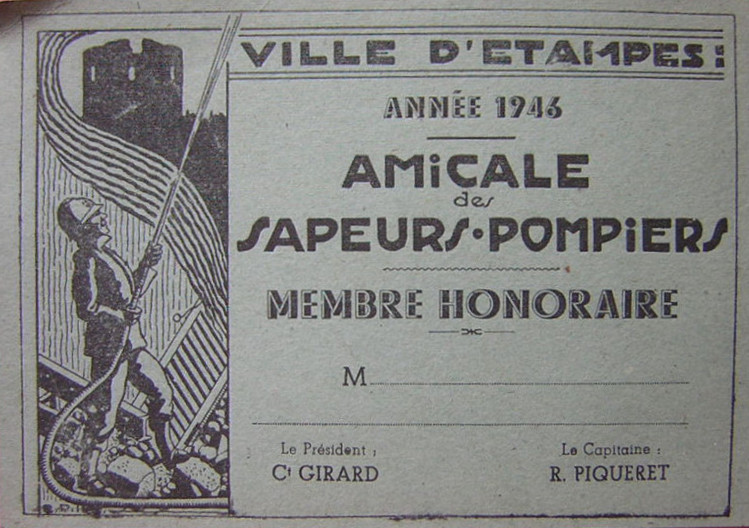 VILLE D'ETAMPES:
ANNÉE 1946
AMiCALE
des
SAPEURS·POMPiERS
MEMBRE HONORAIRE
M
Le Président :
Ct GIRARD
Le Capitaine :
R. PIQUERET